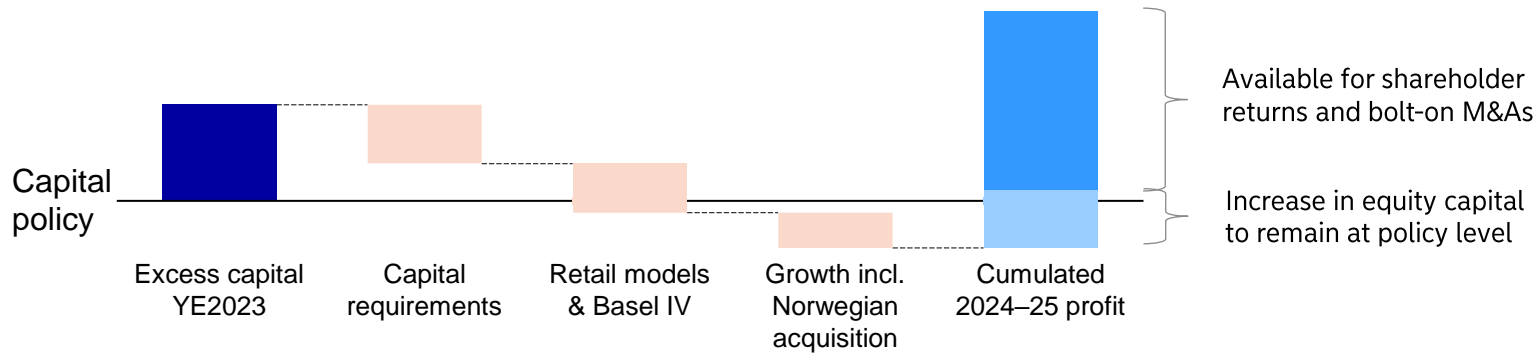 Available for shareholder
returns and bolt-on M&As
Capital
policy
Increase in equity capital
to remain at policy level
Excess capital
YE2023
Capital
requirements
Retail models
& Basel IV
Growth incl.
Norwegian
acquisition
Cumulated
2024–25 profit